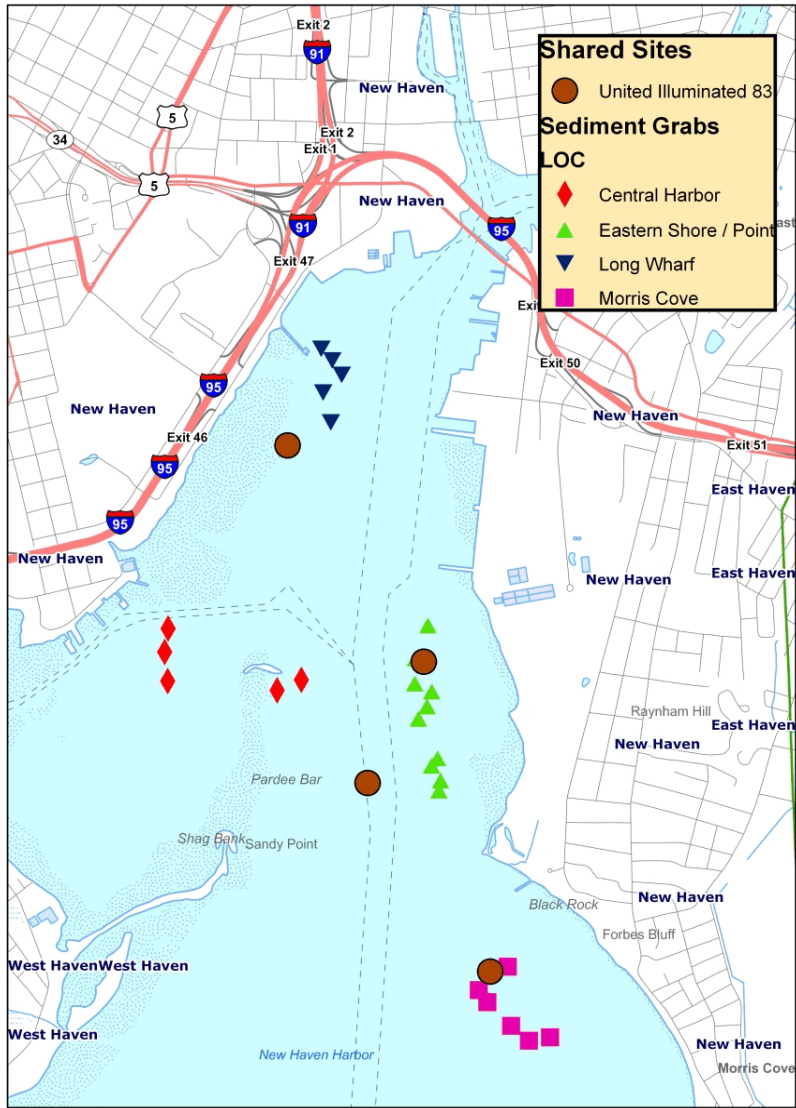 Exit 2
91
New Haven
5
34
Exit 2
Exit 1
5
New Haven
91
95
Exit 47
Shared Sites
United Illuminated 83
Sediment Grabs
LOC
Central Harbor
Eastern Shore / Point
Long Wharf
Morris Cove
Exit 50
95
New Haven
New Haven
Exit 46
Exit 51
95
East Haven
95
New Haven
New Haven
East Haven
Raynham Hill
East Haven
New Haven
Pardee Bar
Shag Bank
Sandy Point
New Haven
Black Rock
Forbes Bluff
West Haven
West Haven
West Haven
New Haven
New Haven Harbor
Morris Cove